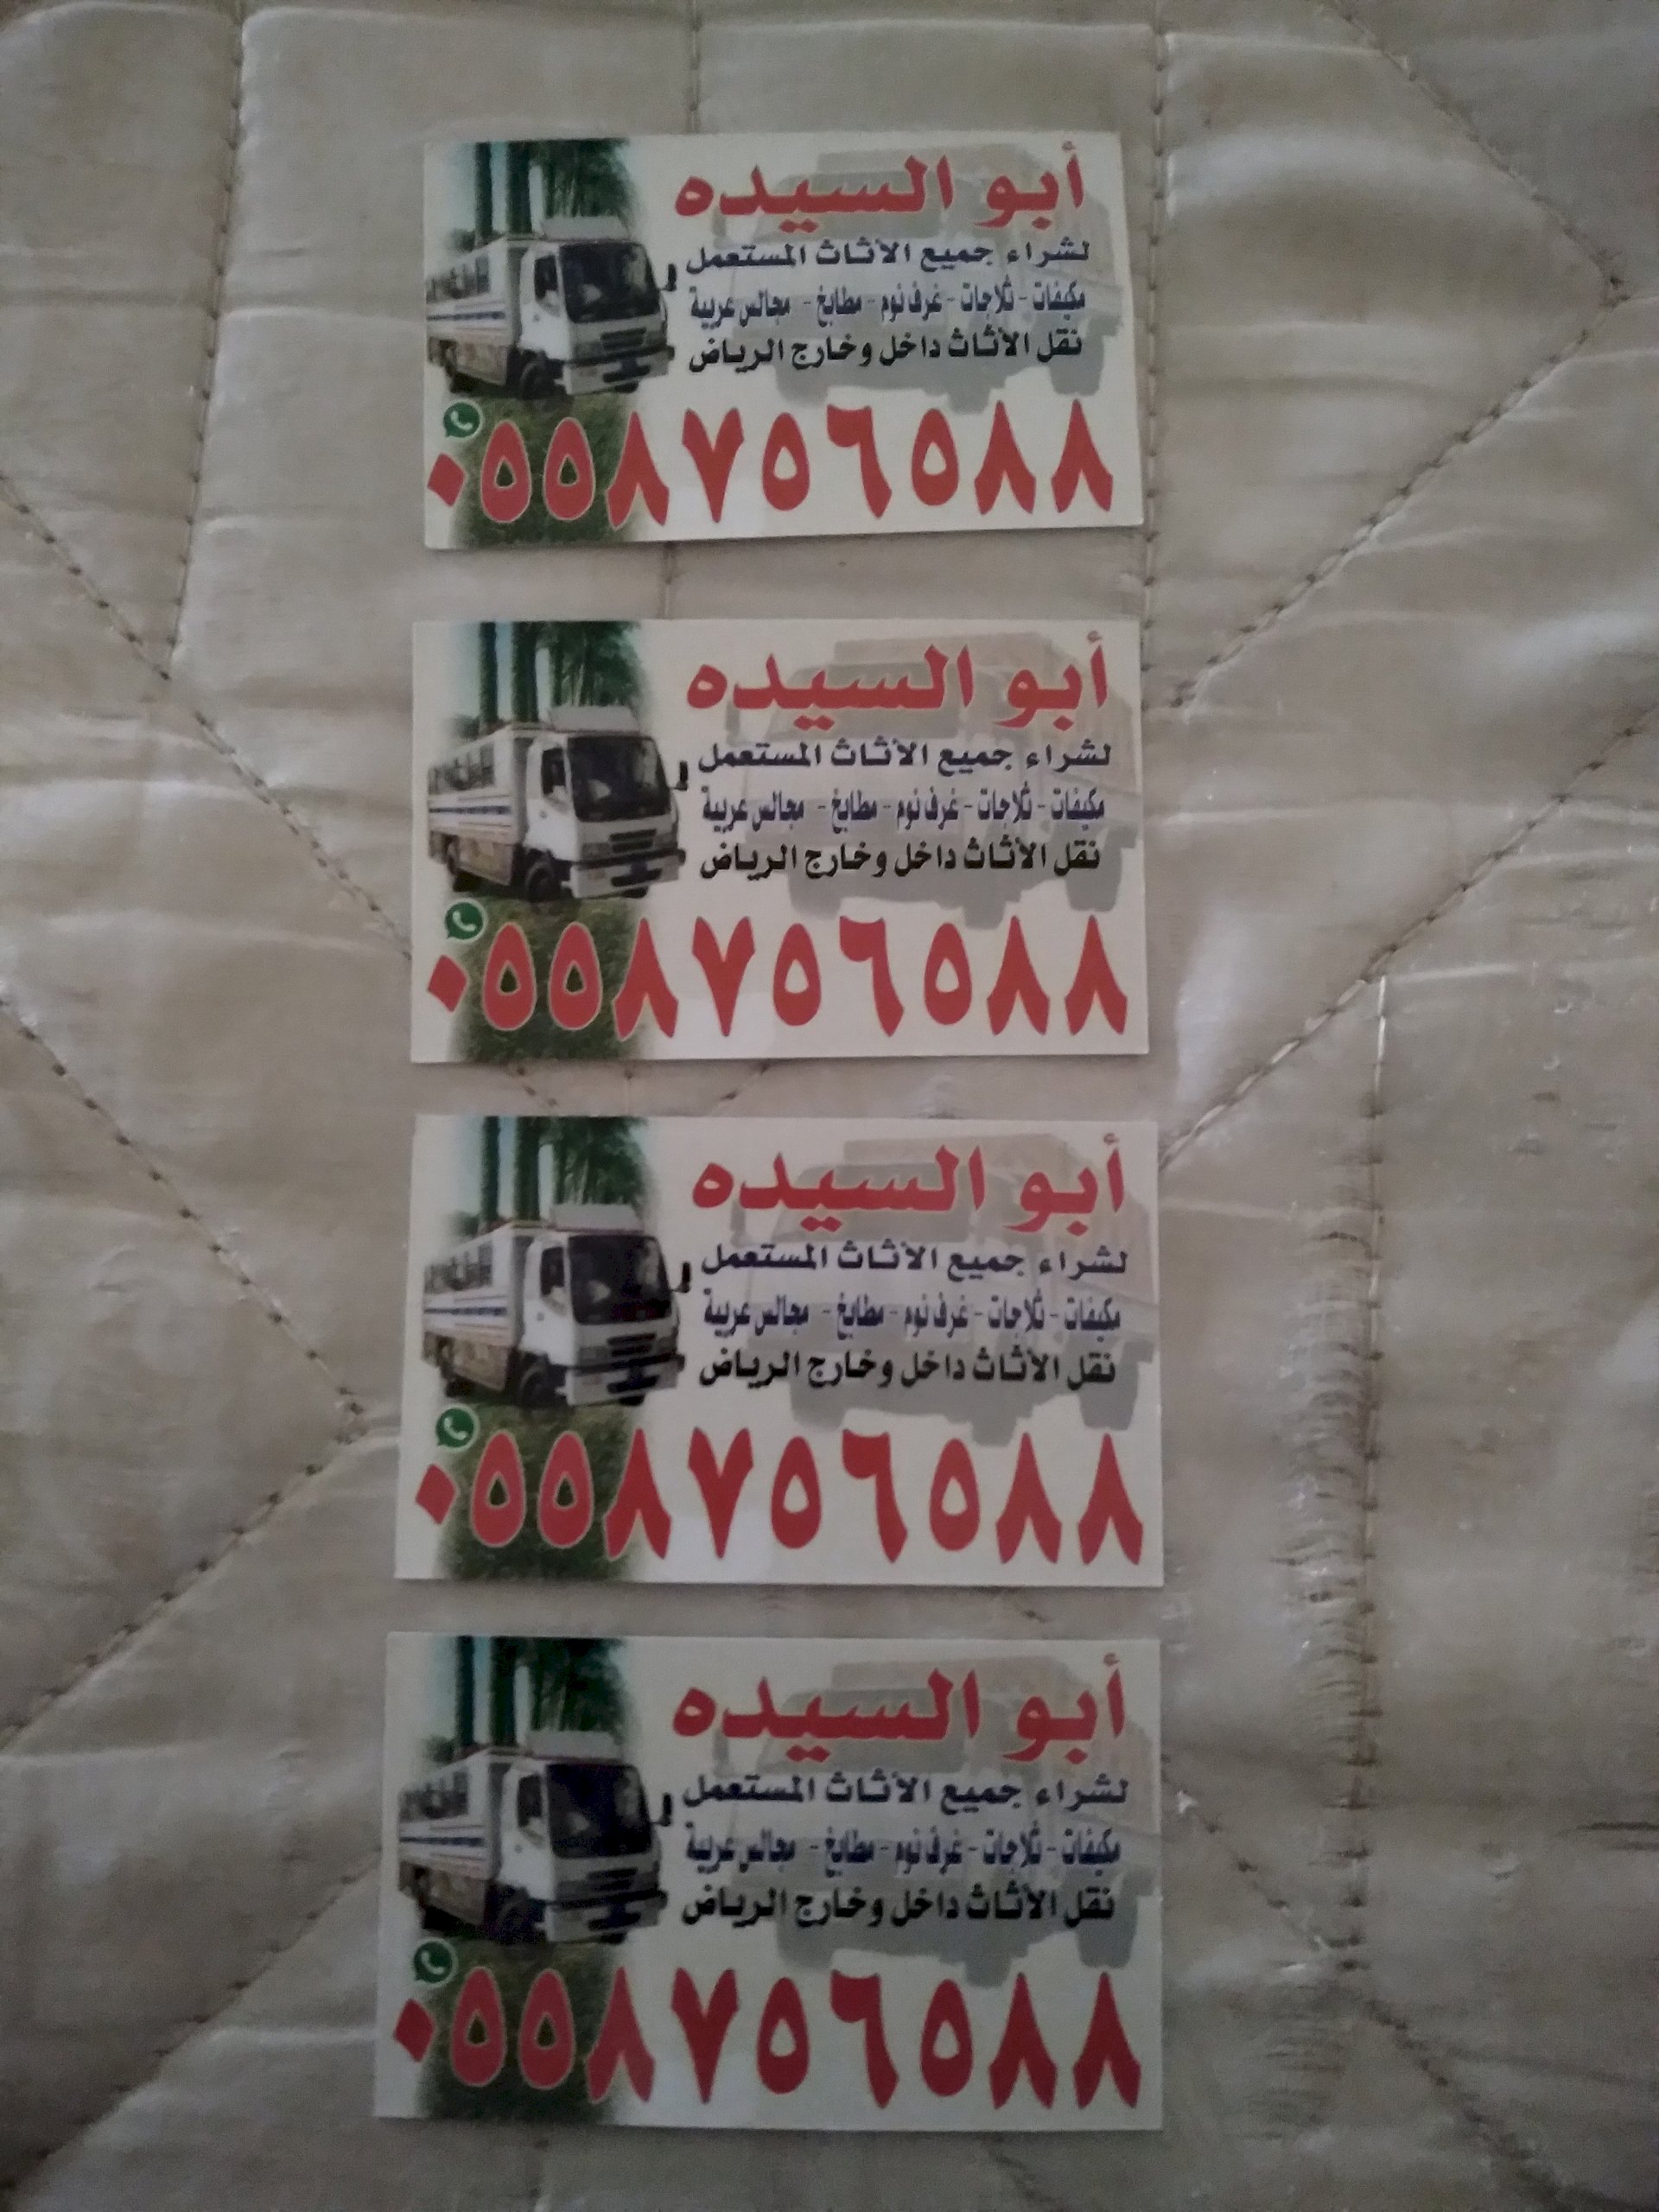 أبو السيده
لشراء جميع الأثاث المستعمل
مكيفات - ثلاجات - غرف نوم - مطابخ - مجالس عربية
نقل الأثاث داخل وخارج الرياض
٠٥٥٨٧٥٦٥٨٨
أبو السيده
لشراء جميع الأثاث المستعمل
مكيفات - ثلاجات - غرف نوم - مطابخ - مجالس عربية
نقل الأثاث داخل وخارج الرياض
٠٥٥٨٧٥٦٥٨٨
أبو السيده
لشراء جميع الأثاث المستعمل
مكيفات - ثلاجات - غرف نوم - مطابخ - مجالس عربية
نقل الأثاث داخل وخارج الرياض
٠٥٥٨٧٥٦٥٨٨
أبو السيده
لشراء جميع الأثاث المستعمل
مكيفات - ثلاجات - غرف نوم - مطابخ - مجالس عربية
نقل الأثاث داخل وخارج الرياض
٠٥٥٨٧٥٦٥٨٨